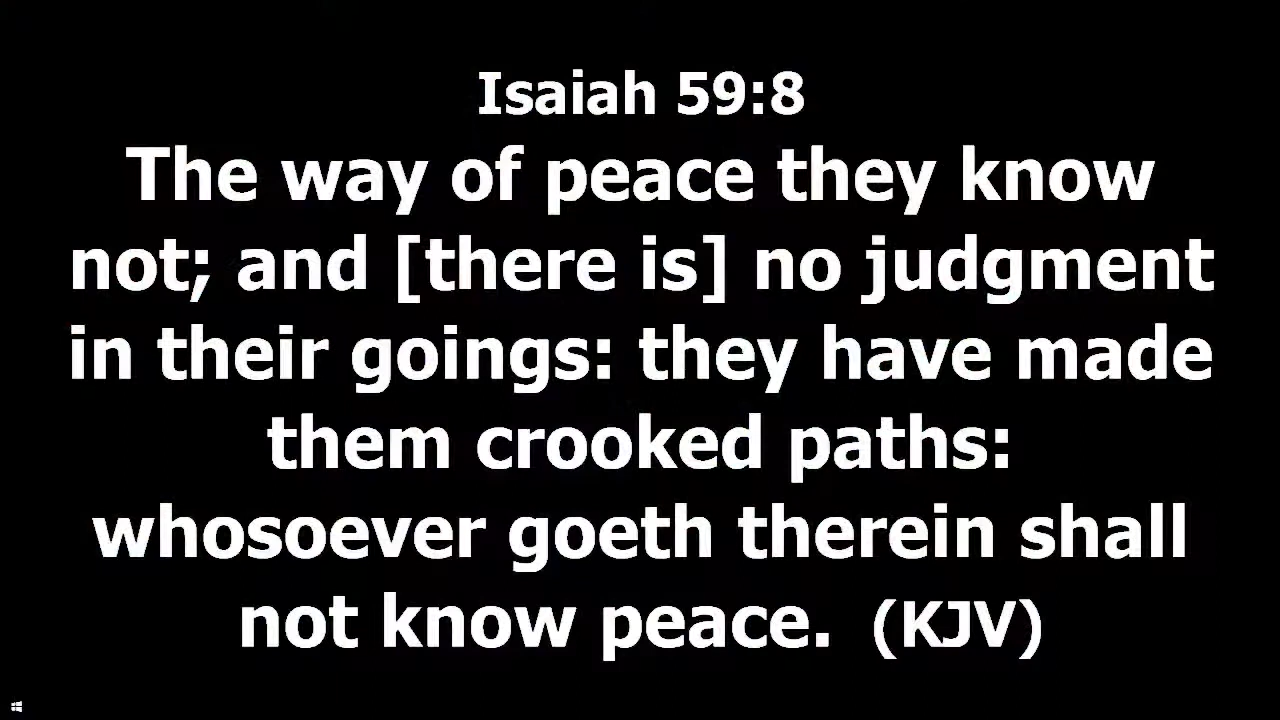 Isaiah 59:8
The way of peace they know
not; and [there is] no judgment
in their goings: they have made
them crooked paths:
whosoever goeth therein shall
not know peace. (KJV)